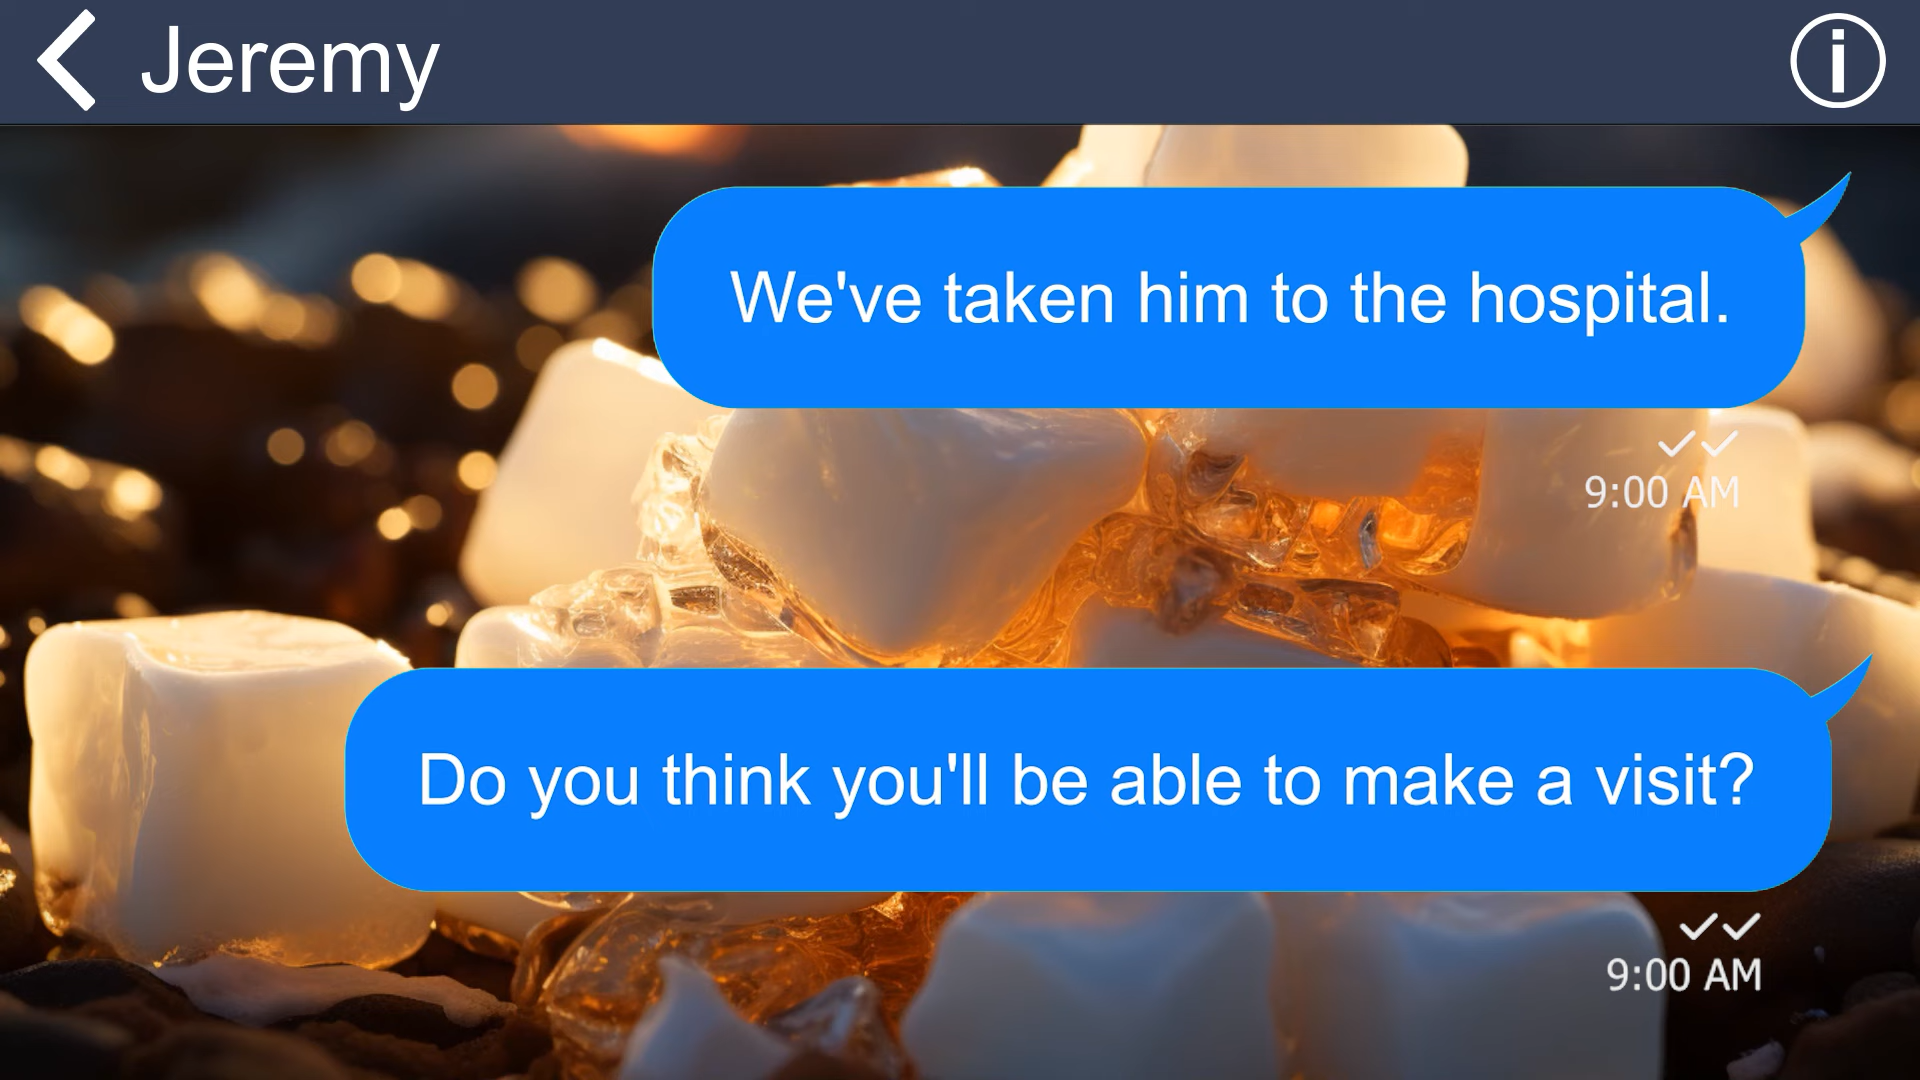 Jeremy
We've taken him to the hospital.
9:00 AM
Do you think you'll be able to make a visit?
9:00 AM